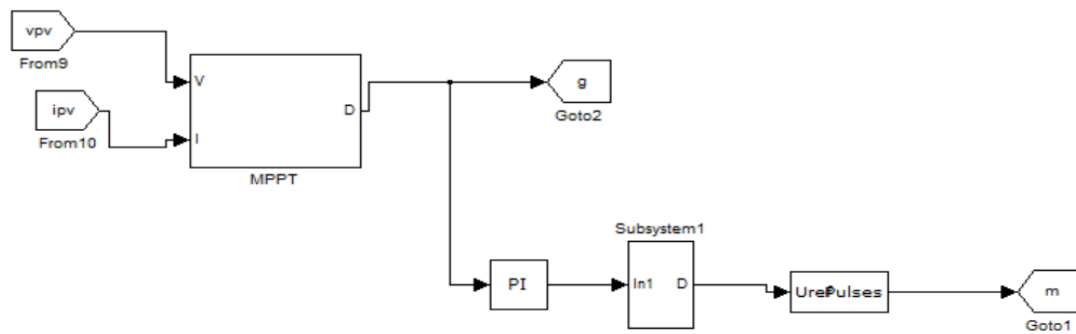 vpv
From9
ipv
From10
V
I
D
MPPT
g
Goto2
PI
Subsystem1
In1
D
Pulses
m
Goto1